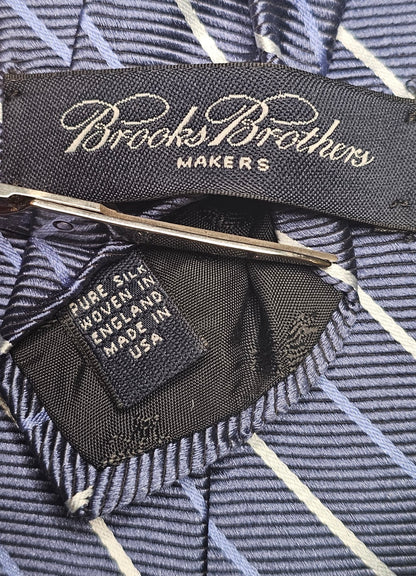 Brooks Brothers
MAKERS
PURE SILK
WOVEN IN
ENGLAND
MADE IN
USA